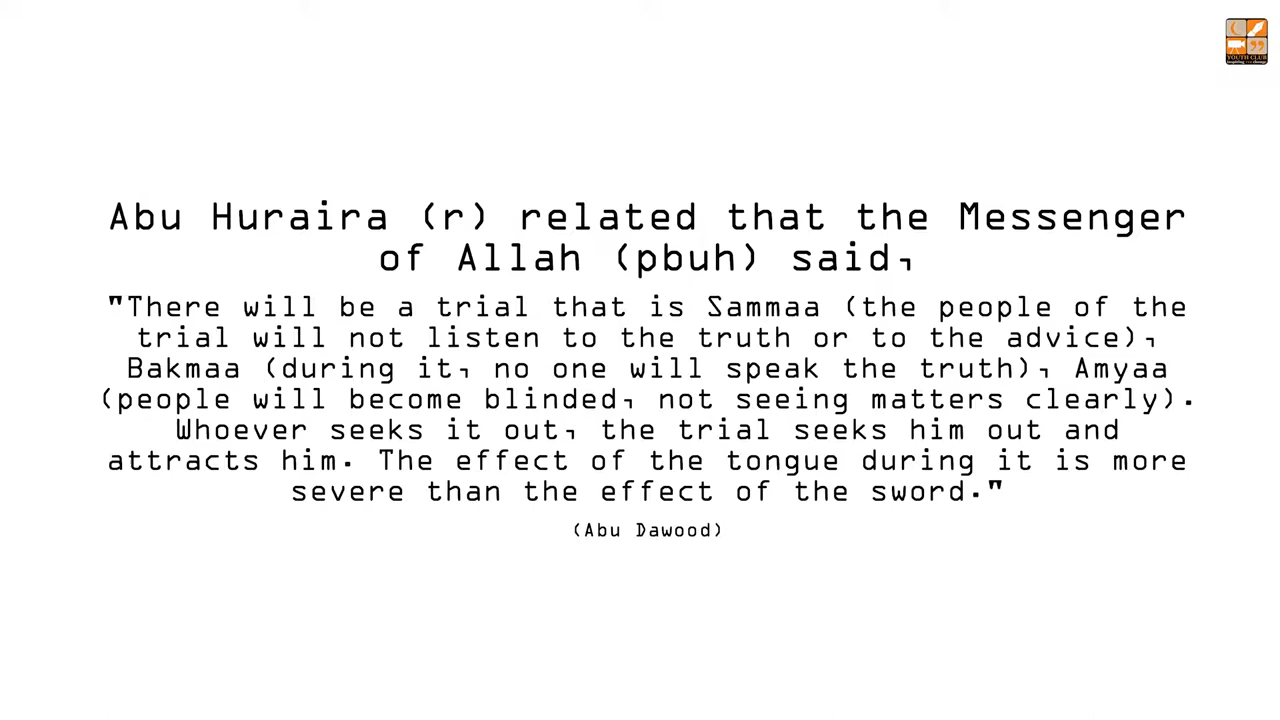 YOUTH CLUB
Abu Huraira (r) related that the Messenger
of Allah (pbuh) said,
"There will be a trial that is Sammaa (the people of the
trial will not listen to the truth or to the advice),
Bakmaa (during it, no one will speak the truth), Amyaa
(people will become blinded, not seeing matters clearly).
Whoever seeks it out, the trial seeks him out and
attracts him. The effect of the tongue during it is more
severe than the effect of the sword."
(Abu Dawood)